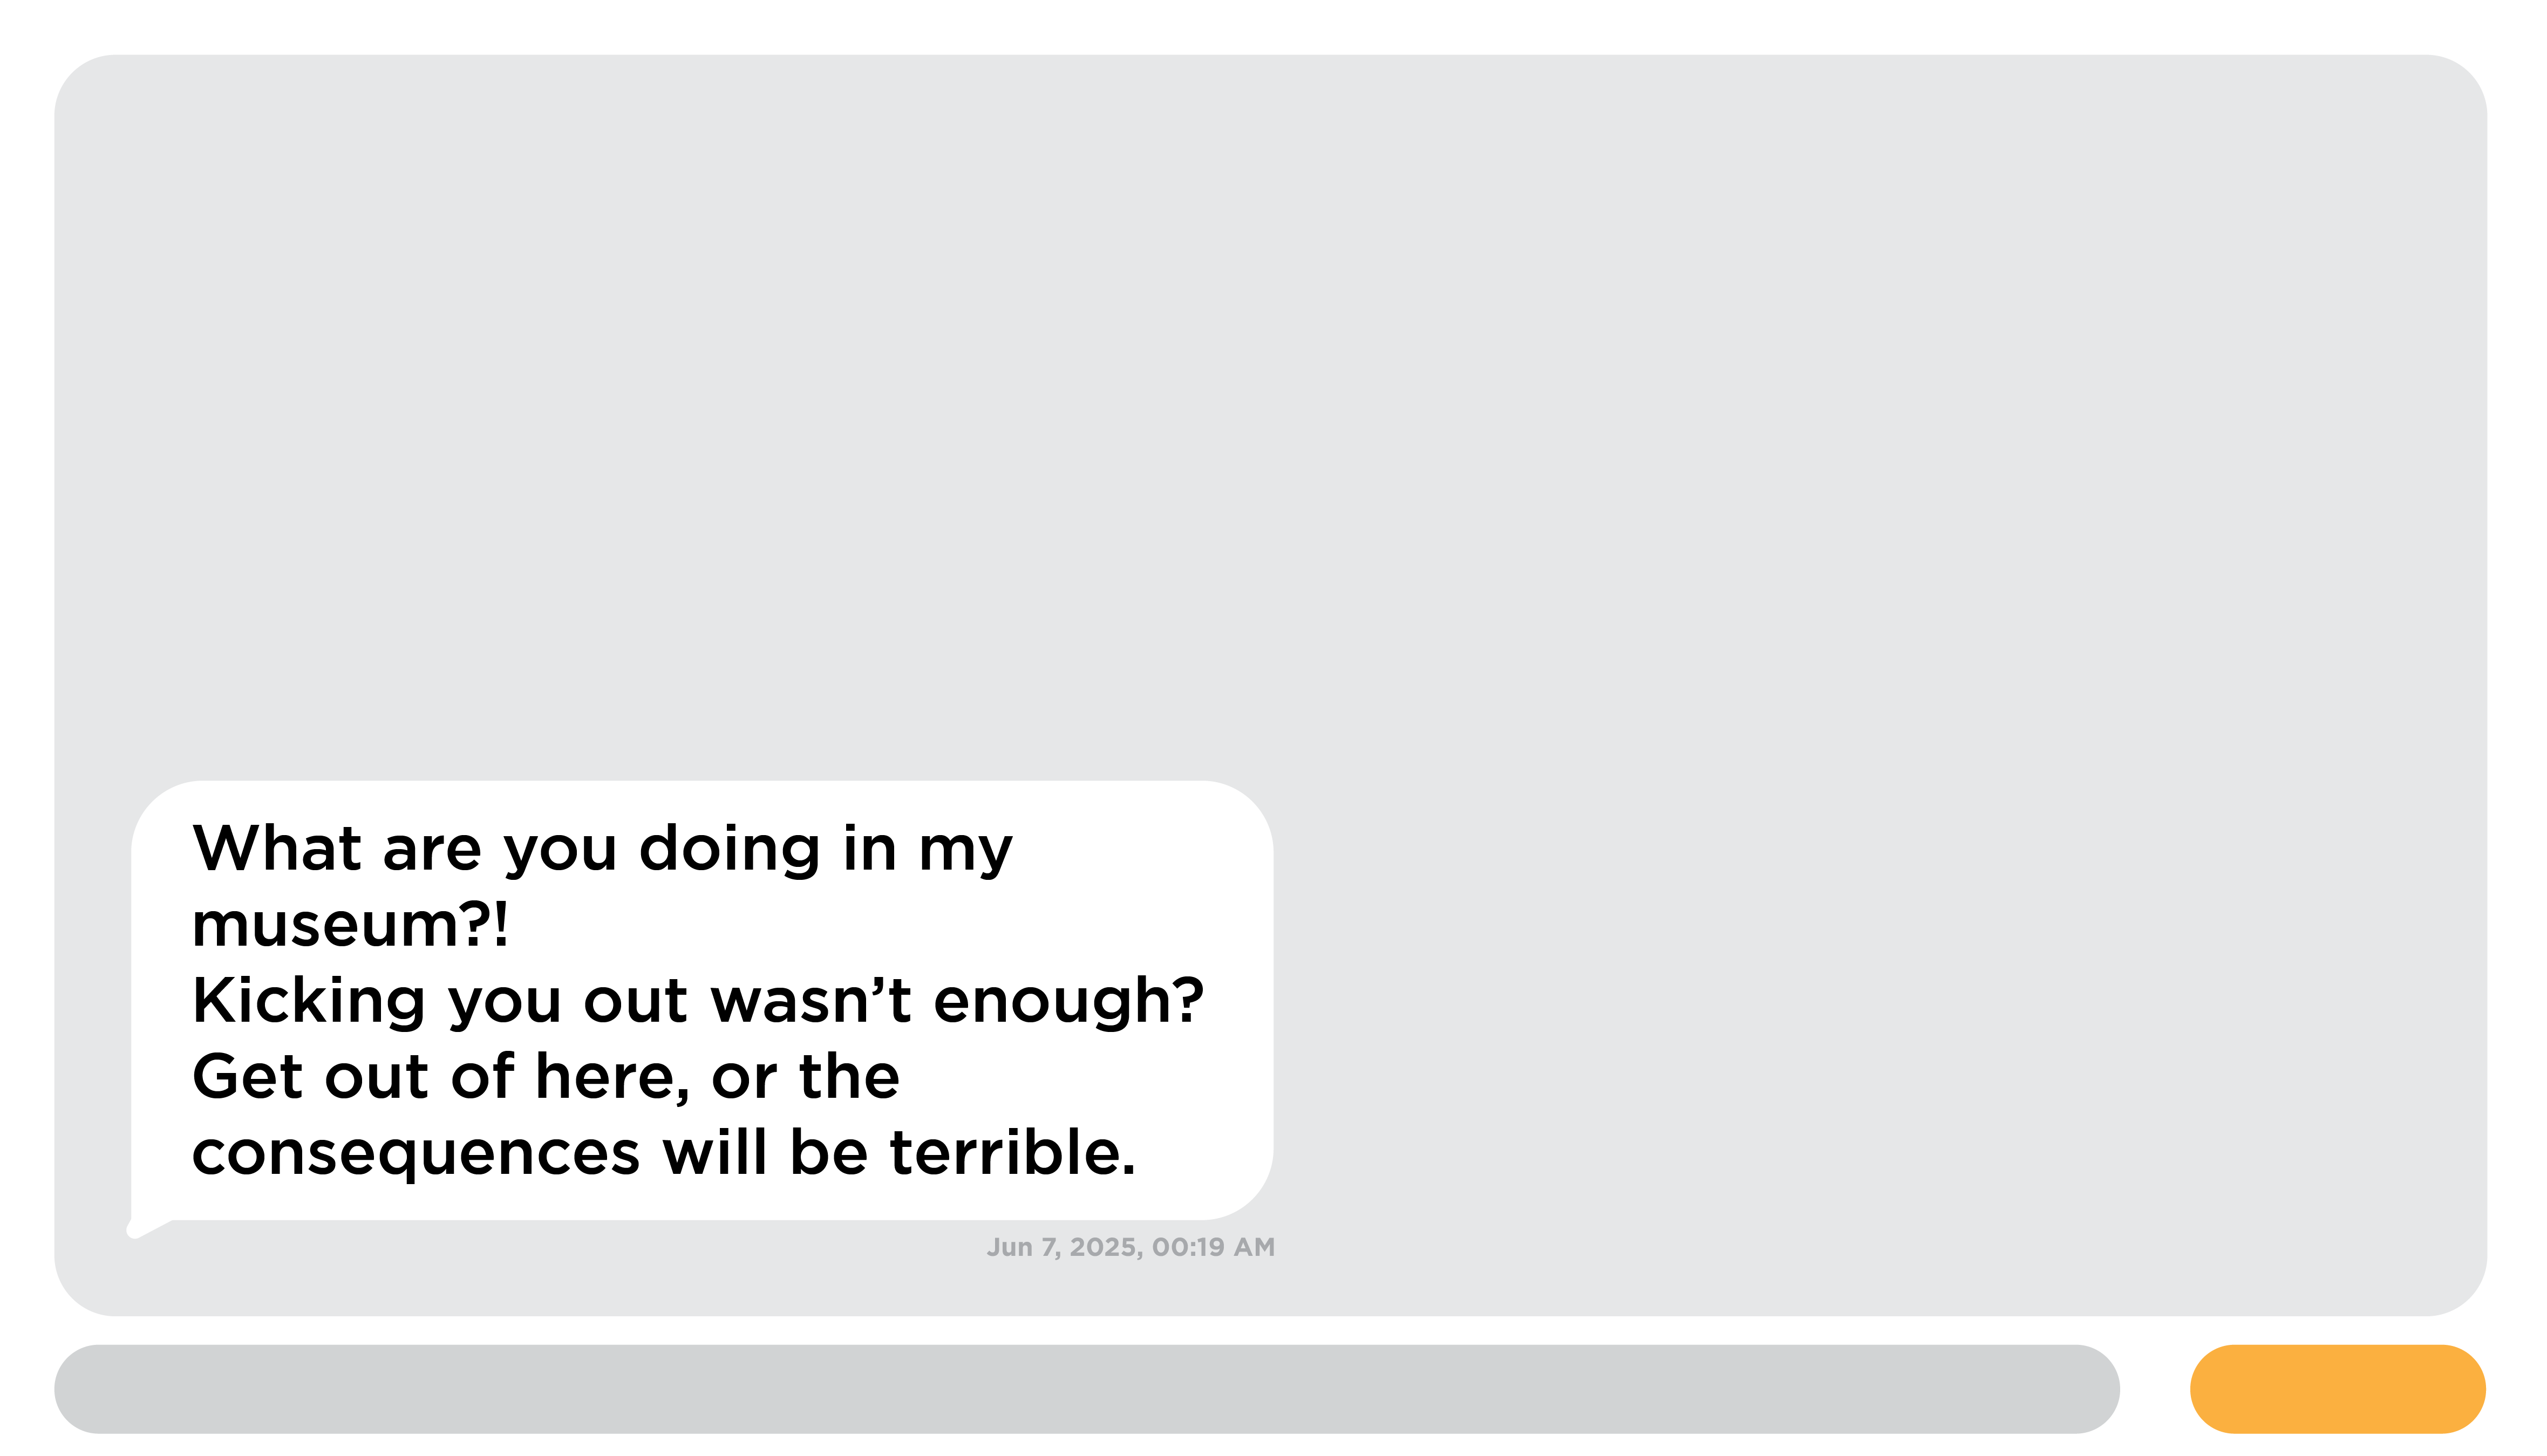 What are you doing in my
museum?!
Kicking you out wasn’t enough?
Get out of here, or the
consequences will be terrible.
Jun 7, 2025, 00:19 AM